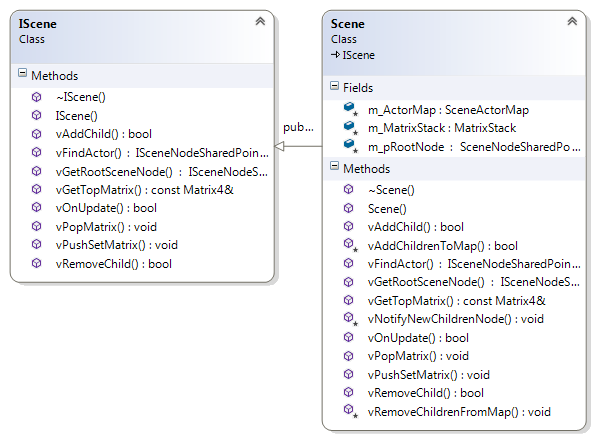 IScene
Class
Methods
~IScene()
IScene()
vAddChild() : bool
vFindActor() : ISceneNodeSharedPoin...
vGetRootSceneNode() : ISceneNodeS...
vGetTopMatrix() : const Matrix4&
vOnUpdate() : bool
vPopMatrix() : void
vPushSetMatrix() : void
vRemoveChild() : bool
pub...
Scene
Class
IScene
Fields
m_ActorMap : SceneActorMap
m_MatrixStack : MatrixStack
m_pRootNode : SceneNodeSharedPo...
Methods
~Scene()
Scene()
vAddChild() : bool
vAddChildrenToMap() : bool
vFindActor() : ISceneNodeSharedPoin...
vGetRootSceneNode() : ISceneNodeS...
vGetTopMatrix() : const Matrix4&
vNotifyNewChildrenNode() : void
vOnUpdate() : bool
vPopMatrix() : void
vPushSetMatrix() : void
vRemoveChild() : bool
vRemoveChildrenFromMap() : void